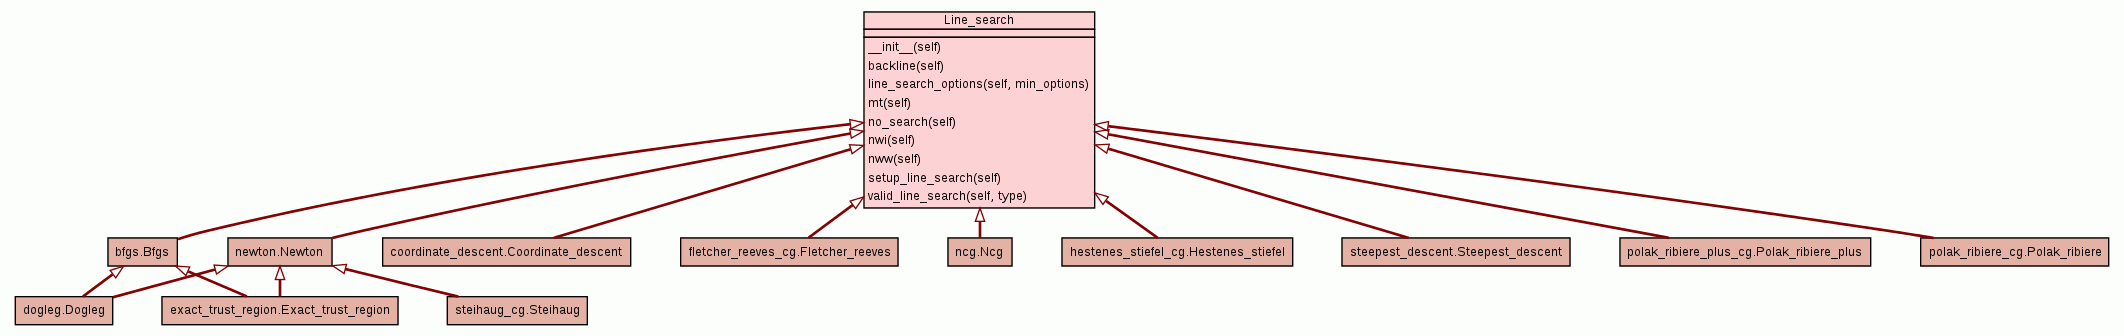 Line_search
__init__(self)
backline(self)
line_search_options(self, min_options)
mt(self)
no_search(self)
nwi(self)
nww(self)
setup_line_search(self)
valid_line_search(self, type)
bfgs.Bfgs
newton.Newton
coordinate_descent.Coordinate_descent
fletcher_reeves_cg.Fletcher_reeves
ncg.Ncg
hestenes_stiefel_cg.Hestenes_stiefel
steepest_descent.Steepest_descent
polak_ribiere_plus_cg.Polak_ribiere_plus
polak_ribiere_cg.Polak_ribiere
dogleg.Dogleg
exact_trust_region.Exact_trust_region
steihaug_cg.Steihaug